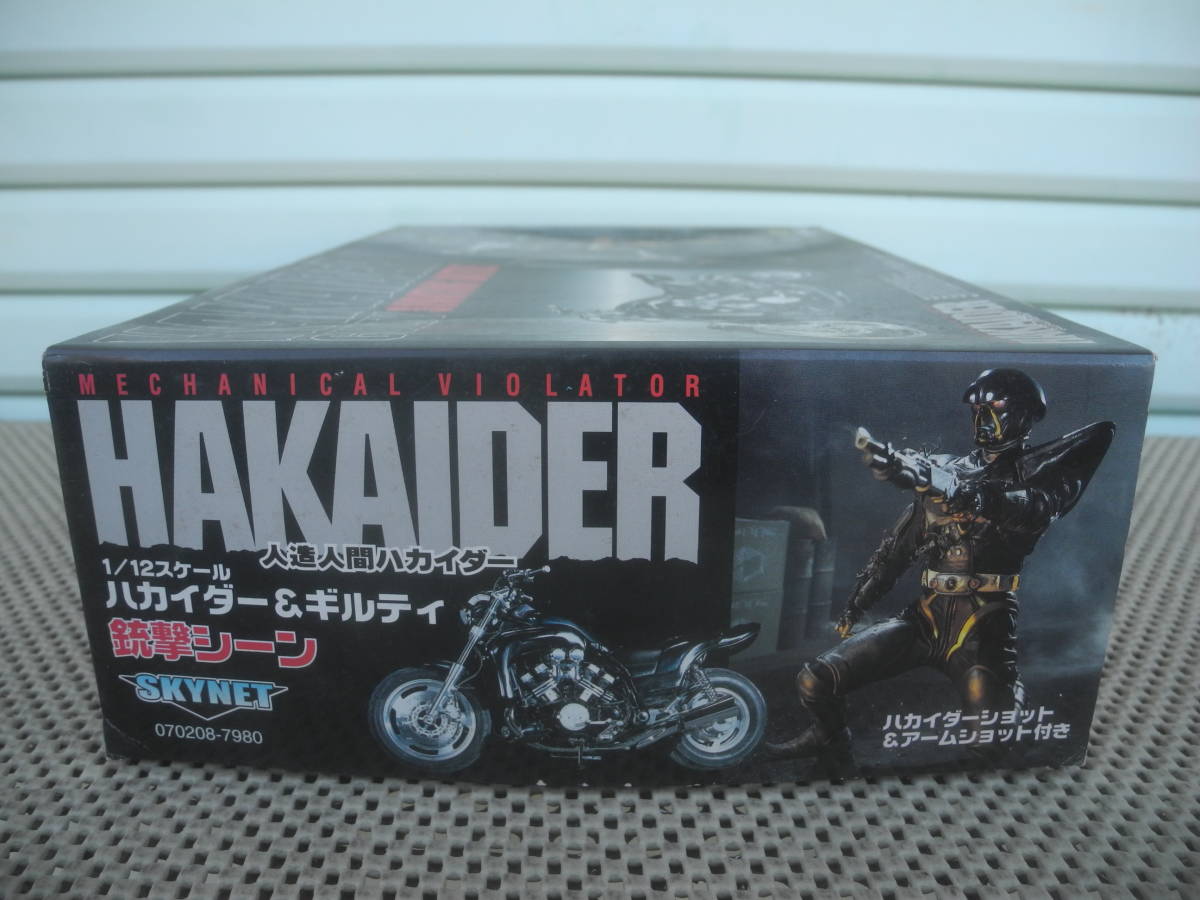 MECHANICAL VIOLATOR
HAKAIDER
人造人間ハカイダー
1/12スケール
ハカイダー&ギルティ
銃撃シーン
SKYNET
070208-7980
ハカイダーショット
&アームショット付き